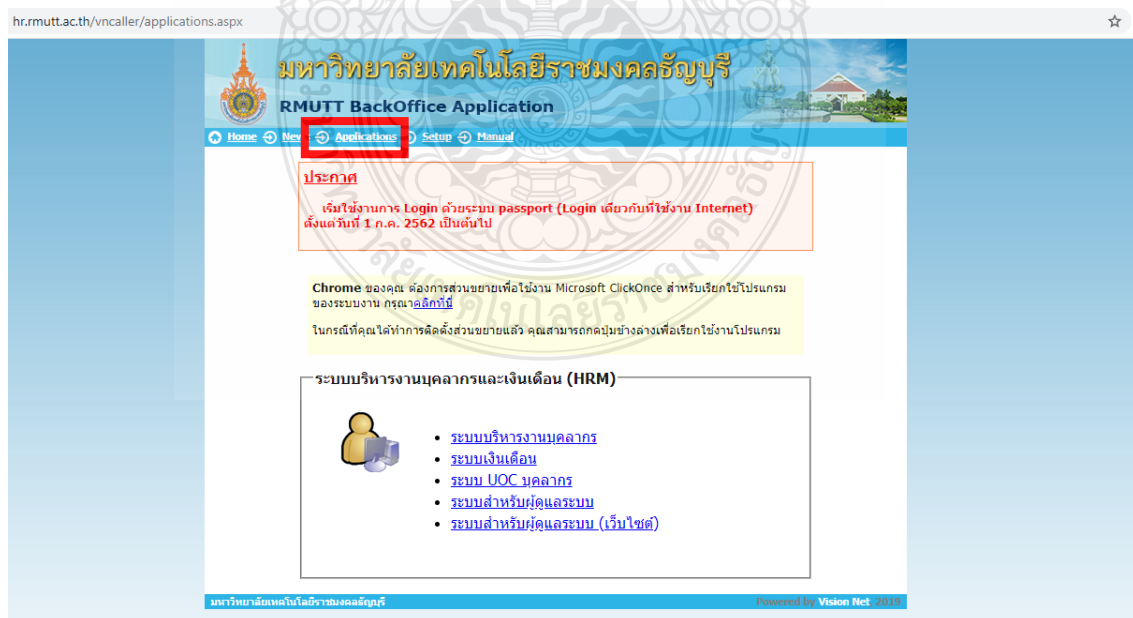 hr.rmutt.ac.th/vncaller/applications.aspx
มหาวิทยาลัยเทคโนโลยีราชมงคลธัญบุรี
RMUTT BackOffice Application
Home News Applications Setup Manual
ประกาศ
เริ่มใช้งานการ Login ด้วยระบบ passport (Login เดียวกับที่ใช้งาน Internet)
ตั้งแต่วันที่ 1 ก.ค. 2562 เป็นต้นไป
Chrome ของคุณ ต้องการส่วนขยายเพื่อใช้งาน Microsoft ClickOnce สำหรับเรียกใช้โปรแกรม
ของระบบงาน กรุณาคลิกที่นี่
ในกรณีที่คุณได้ทำการติดตั้งส่วนขยายแล้ว คุณสามารถกดปุ่มข้างล่างเพื่อเรียกใช้งานโปรแกรม
ระบบบริหารงานบุคลากรและเงินเดือน (HRM)
ระบบบริหารงานบุคลากร
ระบบเงินเดือน
ระบบ UOC บุคลากร
ระบบสำหรับผู้ดูแลระบบ
ระบบสำหรับผู้ดูแลระบบ (เว็บไซต์)
มหาวิทยาลัยเทคโนโลยีราชมงคลธัญบุรี Powered by Vision Net, 2019